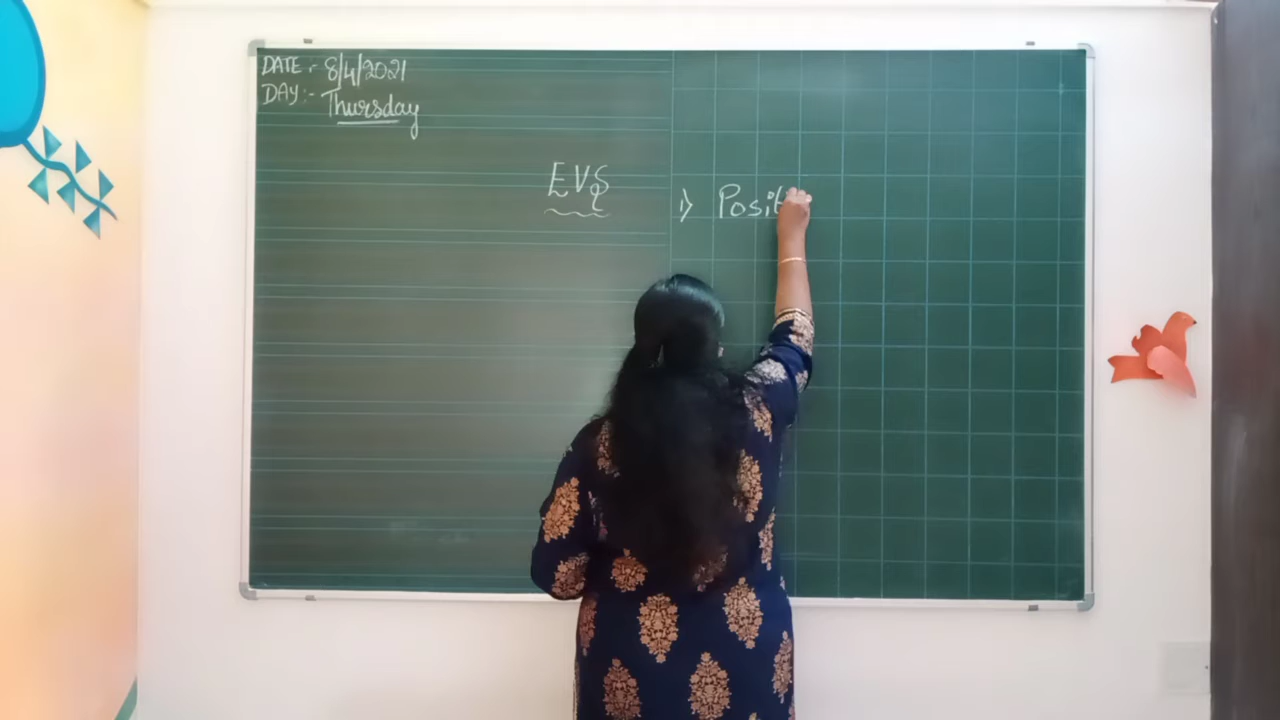 DATE :- 8/4/2021
DAY :- Thursday
EVS
1) Posit